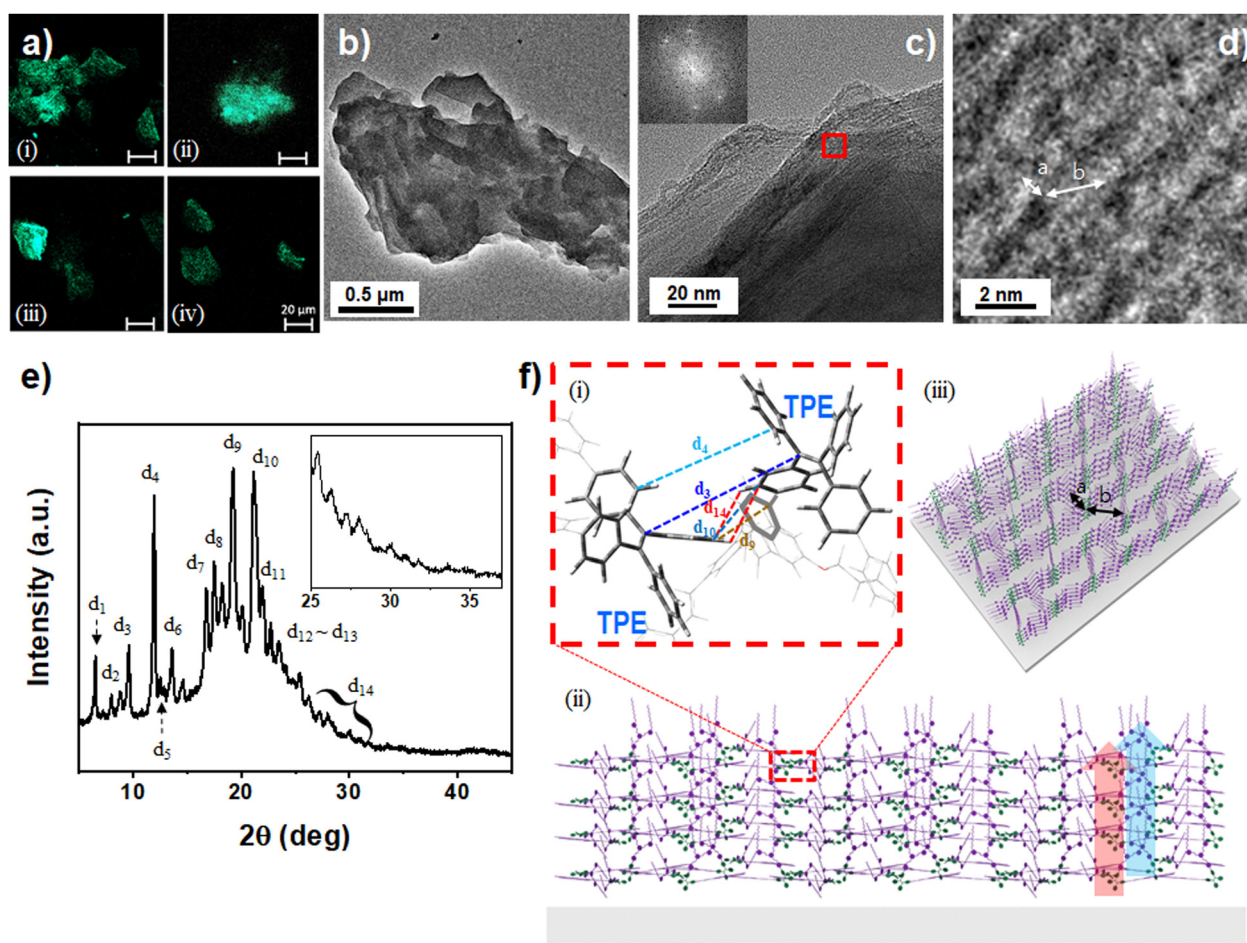 a)
(i)
(ii)
(iii)
(iv)
20 µm
b)
0.5 µm
c)
20 nm
d)
a
b
2 nm
e)
Intensity (a.u.)
d1
d2
d3
d4
d5
d6
d7
d8
d9
d10
d11
d12 ~ d13
d14
25
30
35
10
20
30
40
2θ (deg)
f)
(i)
TPE
d4
d3
d14
d10
d9
TPE
(iii)
a
b
(ii)